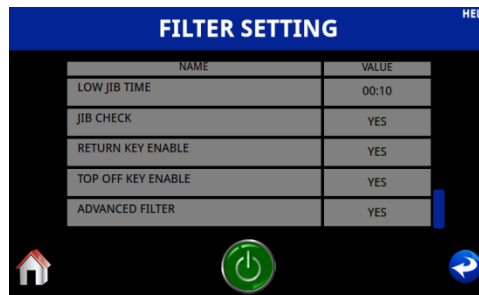 HEL
FILTER SETTING
NAME VALUE
LOW JIB TIME 00:10
JIB CHECK YES
RETURN KEY ENABLE YES
TOP OFF KEY ENABLE YES
ADVANCED FILTER YES